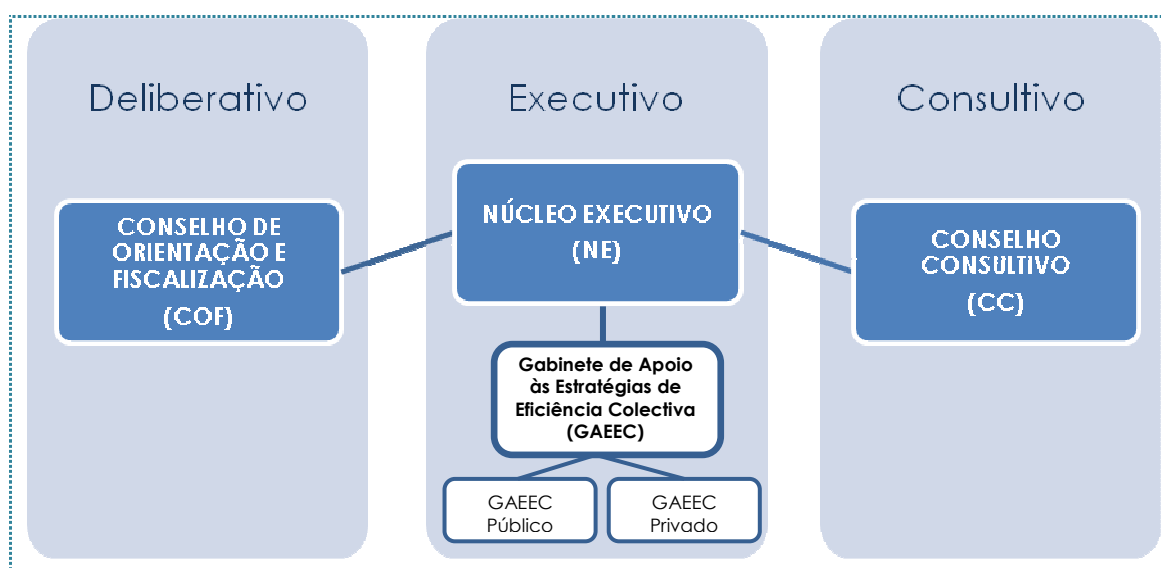 Deliberativo
CONSELHO DE
ORIENTAÇÃO E
FISCALIZAÇÃO
(COF)
Executivo
NÚCLEO EXECUTIVO
(NE)
Gabinete de Apoio
às Estratégias de
Eficiência Colectiva
(GAEEC)
GAEEC
Público
GAEEC
Privado
Consultivo
CONSELHO
CONSULTIVO
(CC)